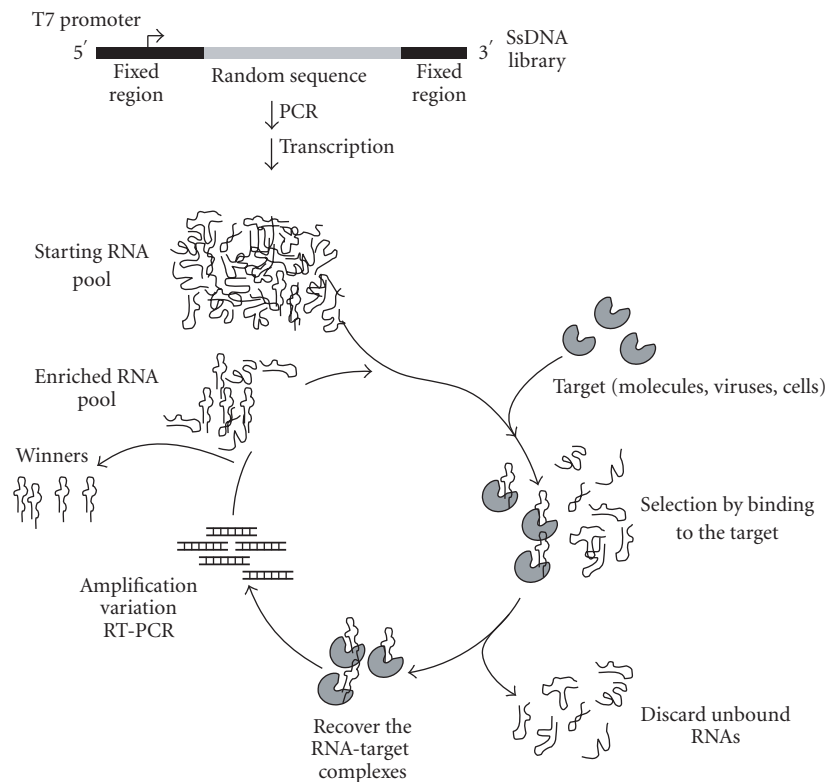 T7 promoter
5′
3′
SsDNA
library
Fixed
region
Random sequence
Fixed
region
PCR
Transcription
Starting RNA
pool
Enriched RNA
pool
Target (molecules, viruses, cells)
Winners
Selection by binding
to the target
Amplification
variation
RT-PCR
Recover the
RNA-target
complexes
Discard unbound
RNAs